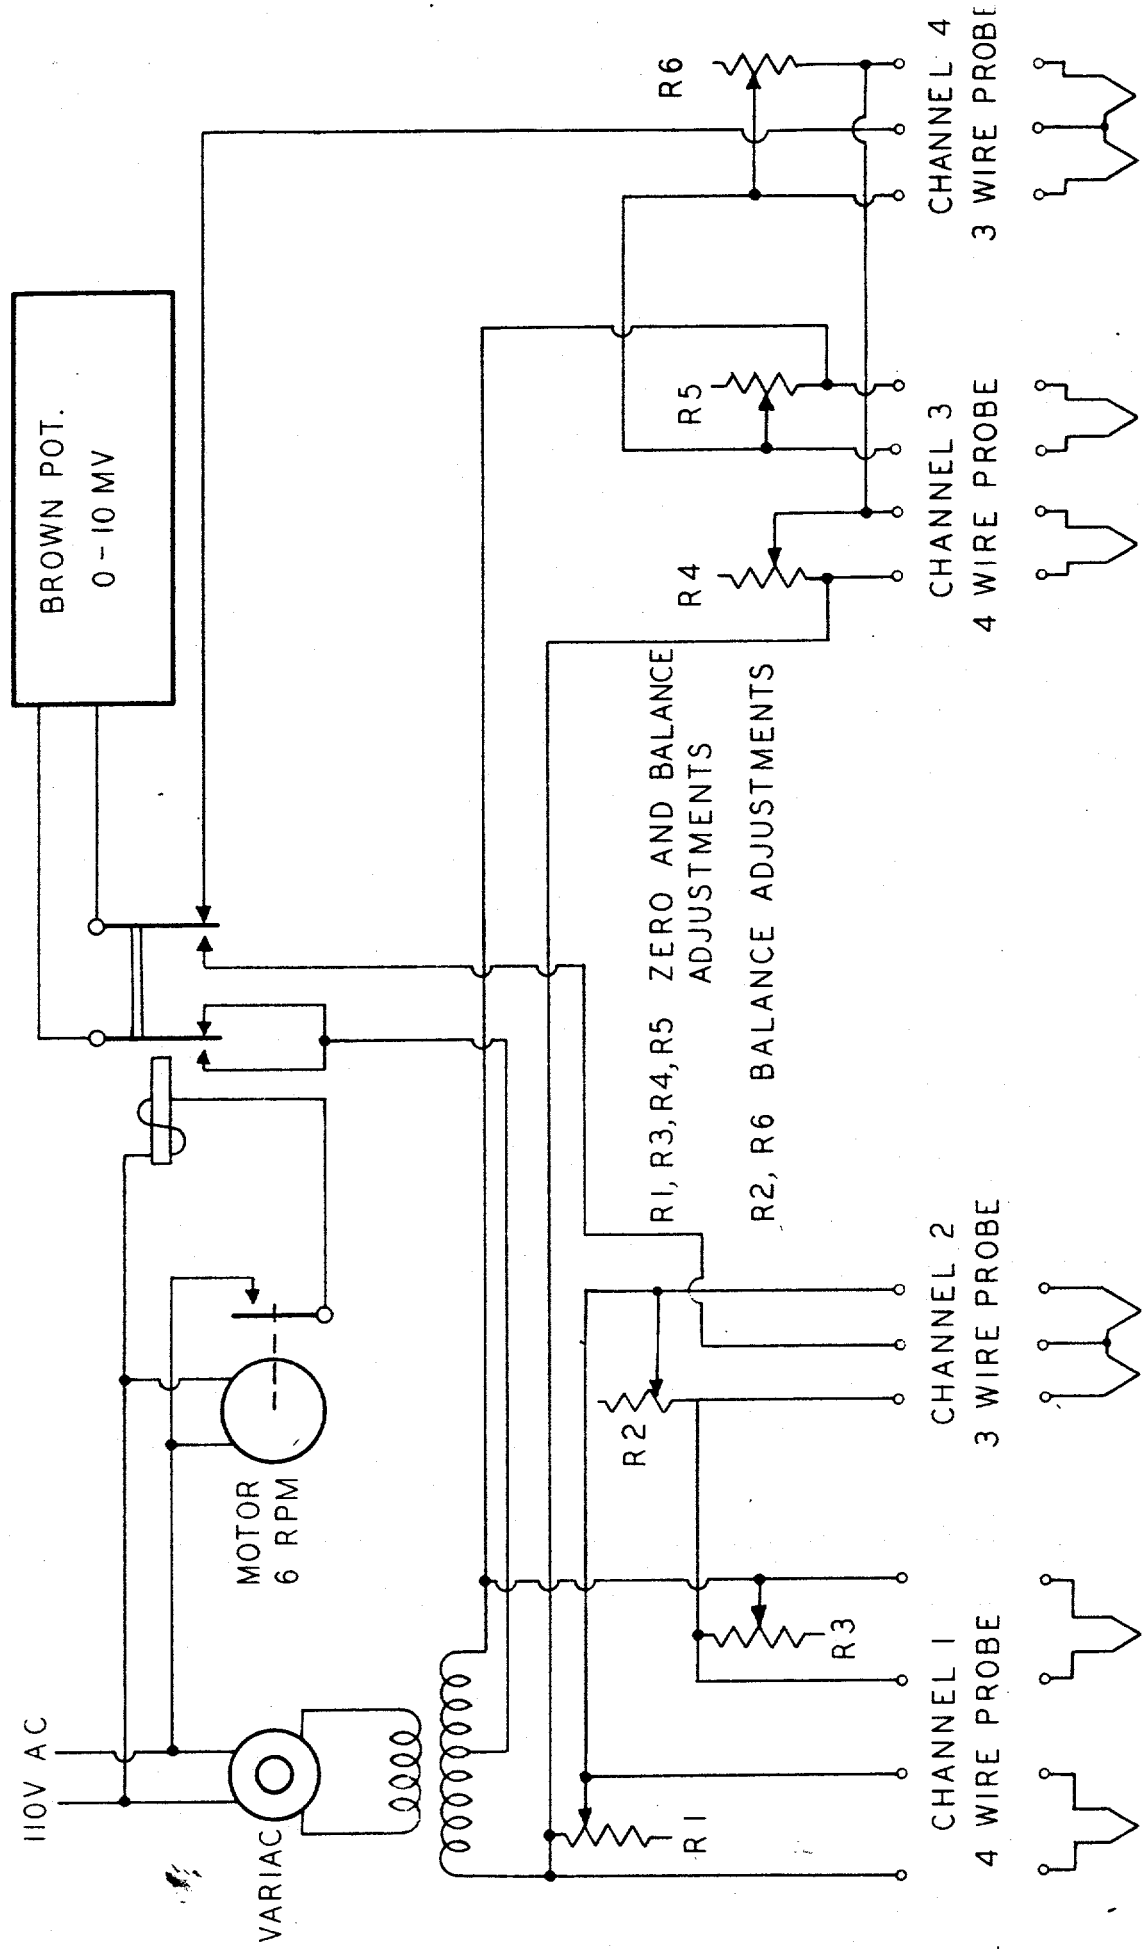 BROWN POT.
0-10 MV
110V AC
VARIAC
MOTOR
6 RPM
R1, R3, R4, R5 ZERO AND BALANCE
ADJUSTMENTS
R2, R6 BALANCE ADJUSTMENTS
R1
R3
R2
R4
R5
R6
CHANNEL 1
4 WIRE PROBE
CHANNEL 2
3 WIRE PROBE
CHANNEL 3
4 WIRE PROBE
CHANNEL 4
3 WIRE PROBE